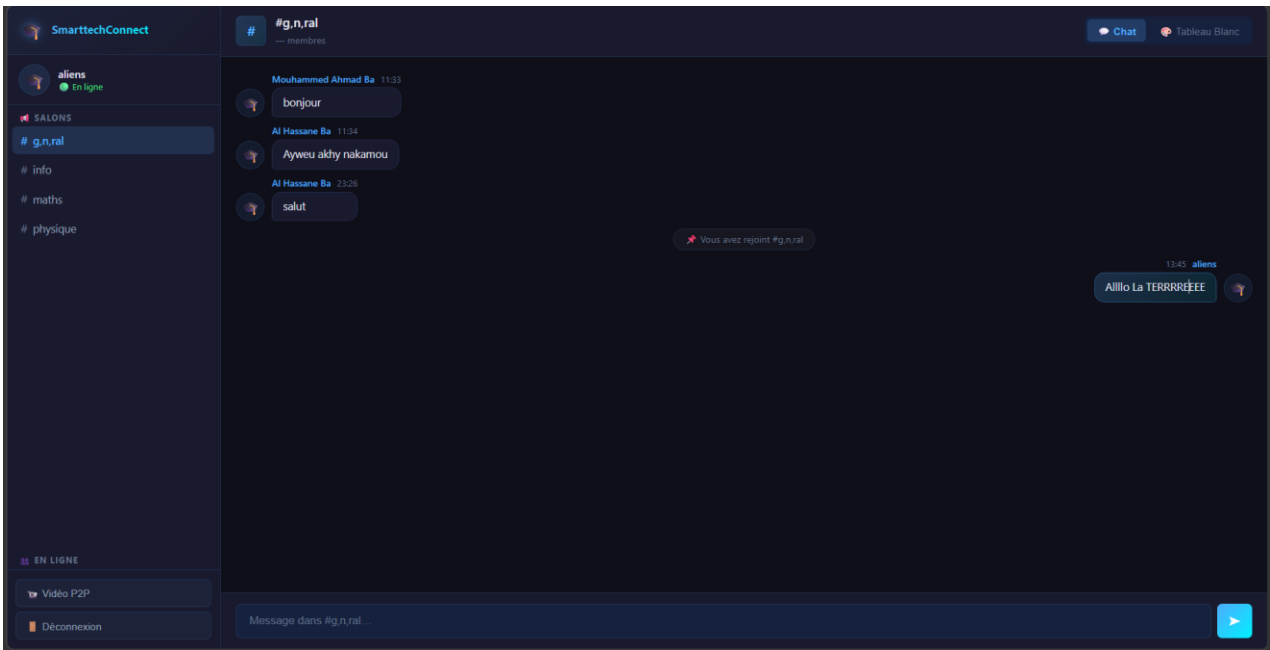 SmarttechConnect
aliens
En ligne
SALONS
# g,n,ral
# info
# maths
# physique
EN LIGNE
Vidéo P2P
Déconnexion
#
#g,n,ral
— membres
Chat
Tableau Blanc
Mouhammed Ahmad Ba 11:33
bonjour
Al Hassane Ba 11:34
Ayweu akhy nakamou
Al Hassane Ba 23:26
salut
Vous avez rejoint #g,n,ral
13:45 aliens
Allllo La TERRRREEEE
Message dans #g,n,ral...